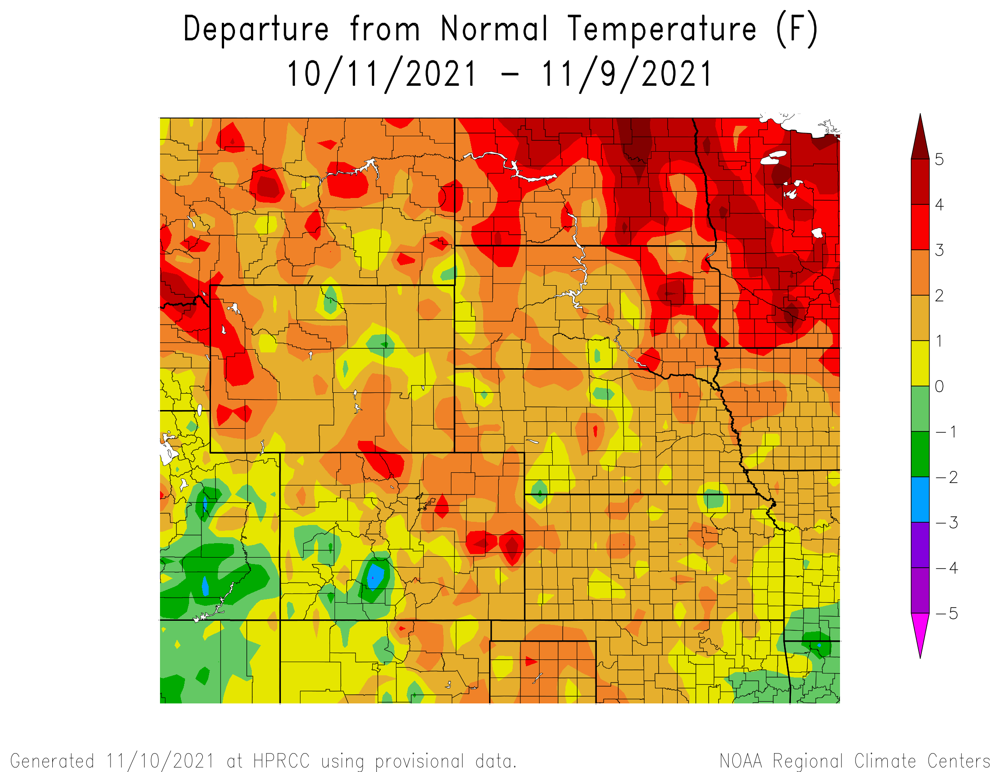 Departure from Normal Temperature (F)
10/11/2021 – 11/9/2021
5
4
3
2
1
0
−1
−2
−3
−4
−5
Generated 11/10/2021 at HPRCC using provisional data.
NOAA Regional Climate Centers